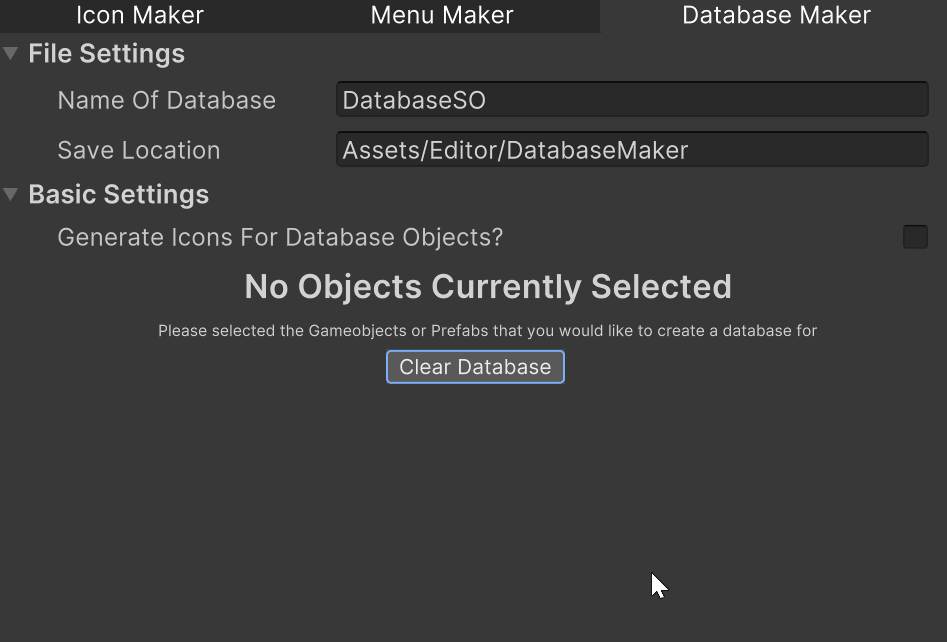 Icon Maker Menu Maker Database Maker
File Settings
Name Of Database DatabaseSO
Save Location Assets/Editor/DatabaseMaker
Basic Settings
Generate Icons For Database Objects?
No Objects Currently Selected
Please selected the Gameobjects or Prefabs that you would like to create a database for
Clear Database